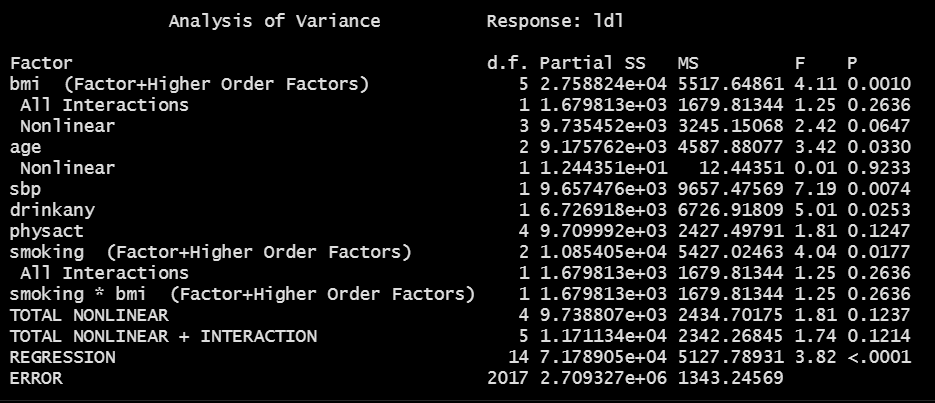 Analysis of Variance          Response: ldl
Factor                                          d.f. Partial SS   MS         F    P
bmi  (Factor+Higher Order Factors)                 5 2.758824e+04 5517.64861 4.11 0.0010
 All Interactions                                  1 1.679813e+03 1679.81344 1.25 0.2636
 Nonlinear                                         3 9.735452e+03 3245.15068 2.42 0.0647
age                                                2 9.175762e+03 4587.88077 3.42 0.0330
 Nonlinear                                         1 1.244351e+01   12.44351 0.01 0.9233
sbp                                                1 9.657476e+03 9657.47569 7.19 0.0074
drinkany                                           1 6.726918e+03 6726.91809 5.01 0.0253
physact                                            4 9.709992e+03 2427.49791 1.81 0.1247
smoking  (Factor+Higher Order Factors)             2 1.085405e+04 5427.02463 4.04 0.0177
 All Interactions                                  1 1.679813e+03 1679.81344 1.25 0.2636
smoking * bmi  (Factor+Higher Order Factors)       1 1.679813e+03 1679.81344 1.25 0.2636
TOTAL NONLINEAR                                    4 9.738807e+03 2434.70175 1.81 0.1237
TOTAL NONLINEAR + INTERACTION                      5 1.171134e+04 2342.26845 1.74 0.1214
REGRESSION                                        14 7.178905e+04 5127.78931 3.82 <.0001
ERROR                                           2017 2.709327e+06 1343.24569